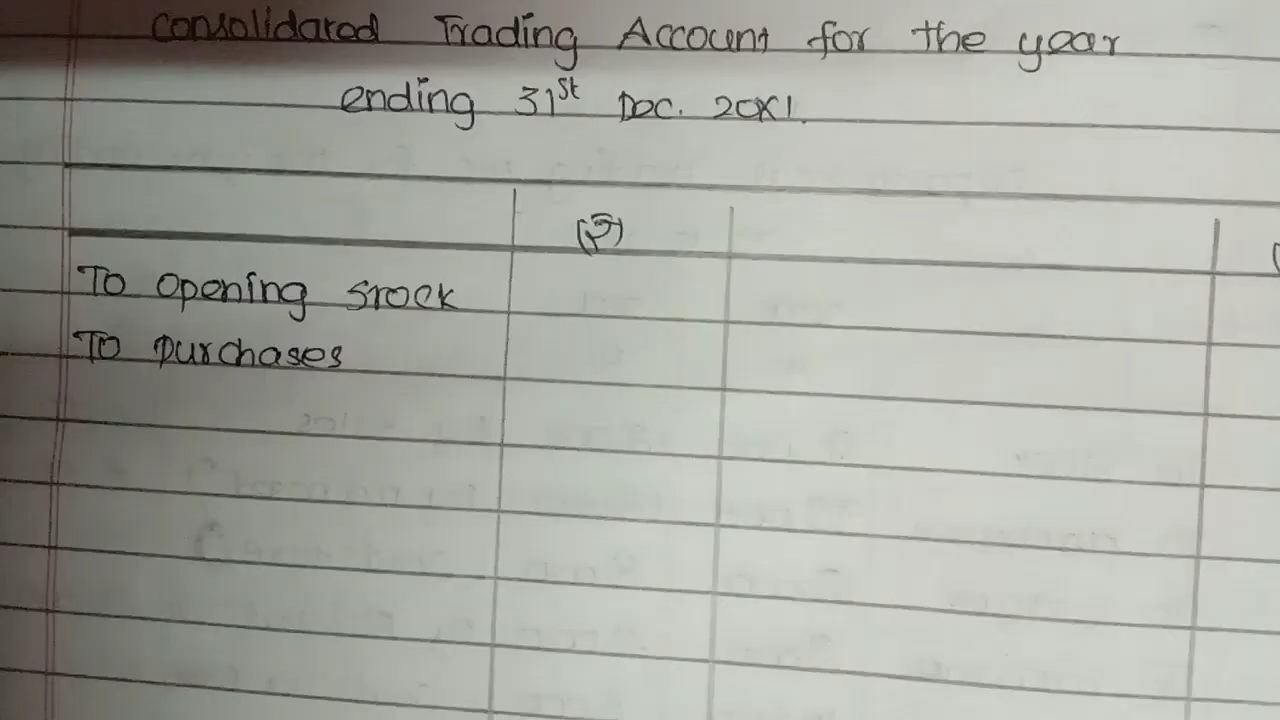 Consolidated Trading Account for the year
ending 31st Dec. 20X1.
(₹)
To opening stock
To purchases